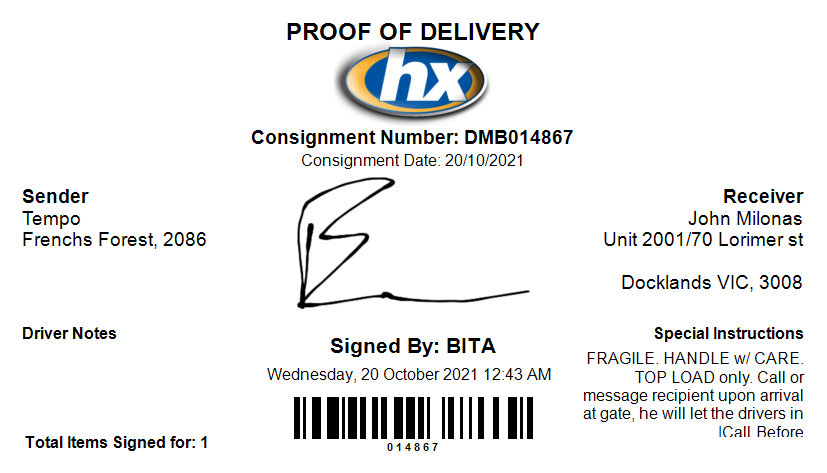 PROOF OF DELIVERY
hx
Consignment Number: DMB014867
Consignment Date: 20/10/2021
Sender
Tempo
Frenchs Forest, 2086
Receiver
John Milonas
Unit 2001/70 Lorimer st
Docklands VIC, 3008
Driver Notes
Signed By: BITA
Wednesday, 20 October 2021 12:43 AM
014867
Special Instructions
FRAGILE. HANDLE w/ CARE.
TOP LOAD only. Call or
message recipient upon arrival
at gate, he will let the drivers in
|Call Before
Total Items Signed for: 1